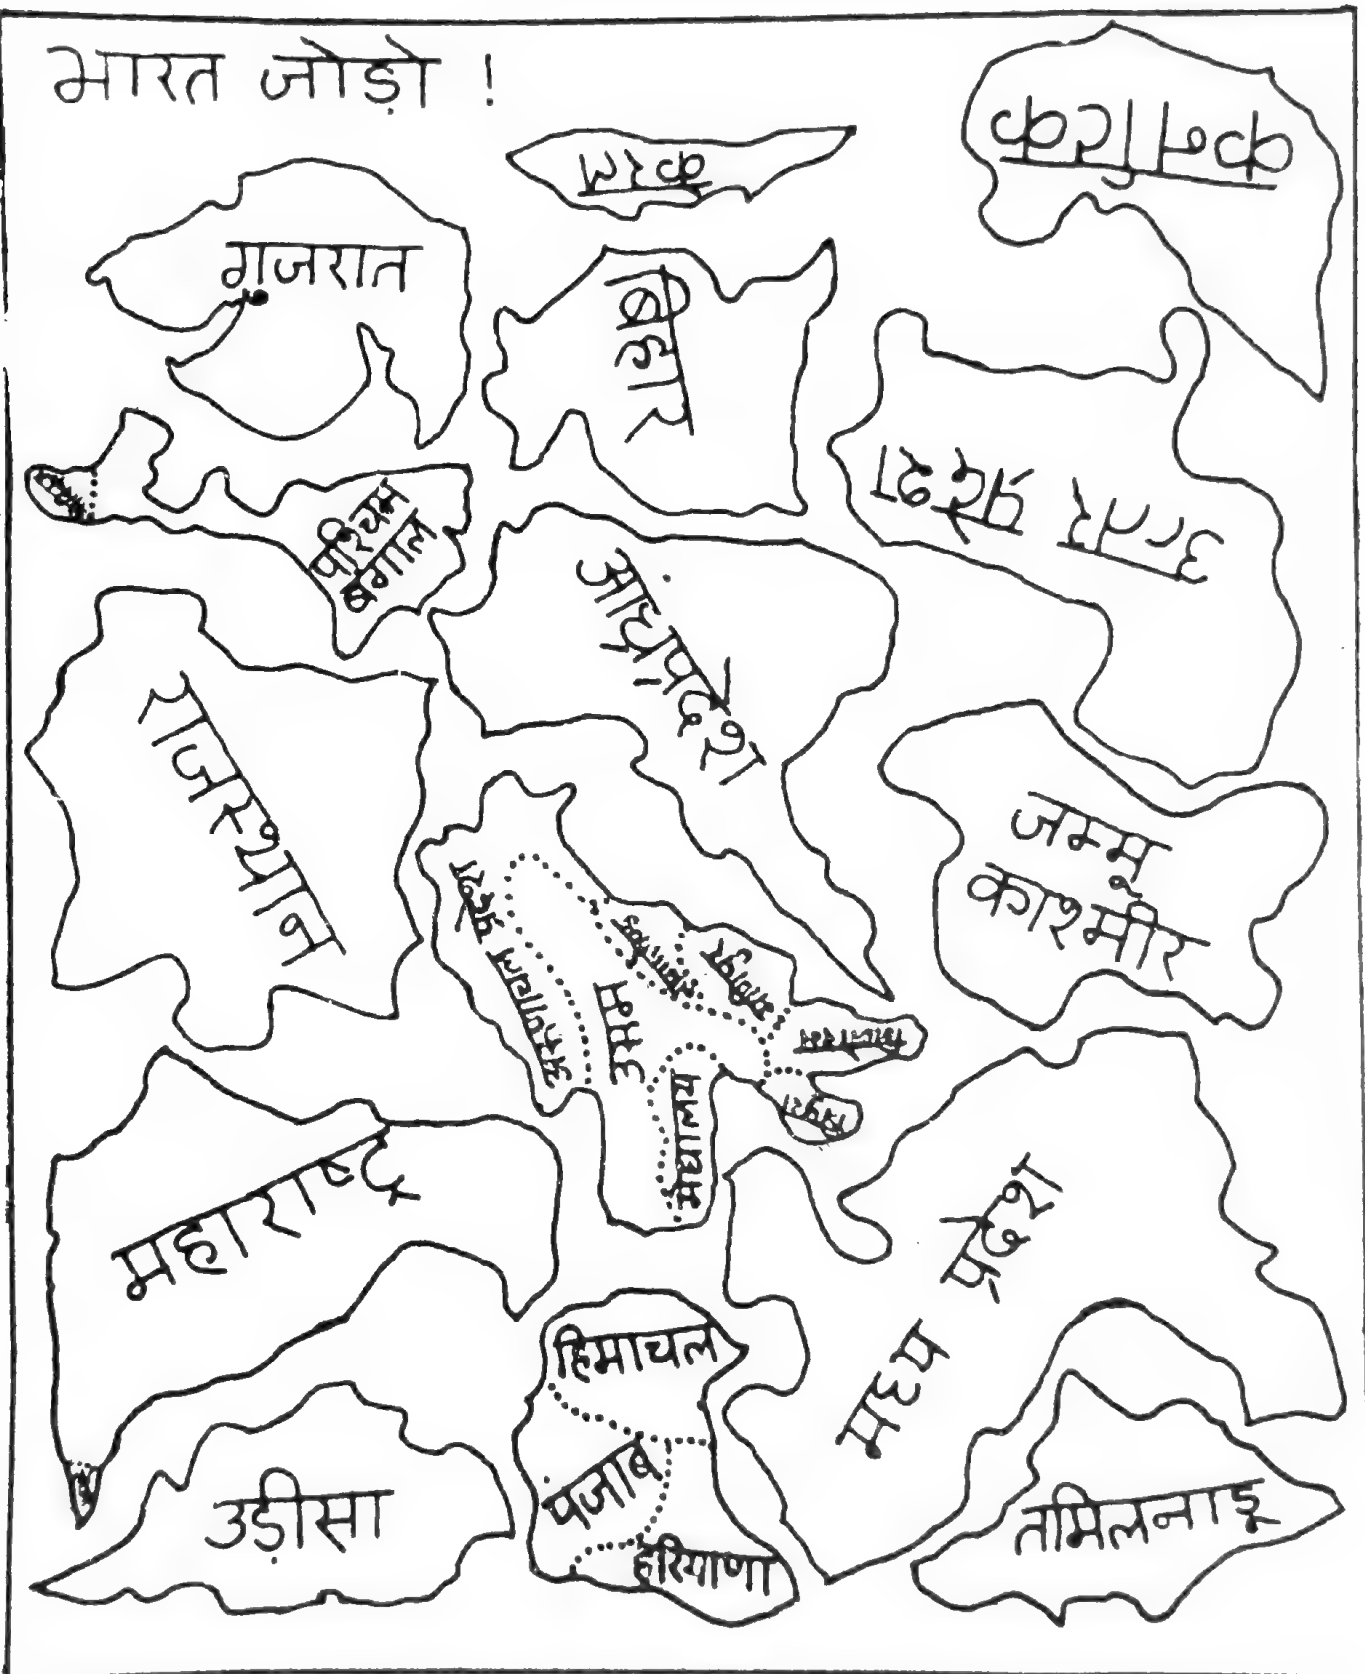 भारत जोड़ो !
कर्नाटक
केरल
गुजरात
बिहार
उत्तर प्रदेश
पश्चिम
बंगाल
आंध्रप्रदेश
राजस्थान
जम्मू
काश्मीर
अरुणाचल प्रदेश
नागालैण्ड
मणिपुर
असम
मिजोरम
त्रिपुरा
मेघालय
महाराष्ट्र
मध्य प्रदेश
हिमाचल
पंजाब
हरियाणा
उड़ीसा
तमिलनाडू